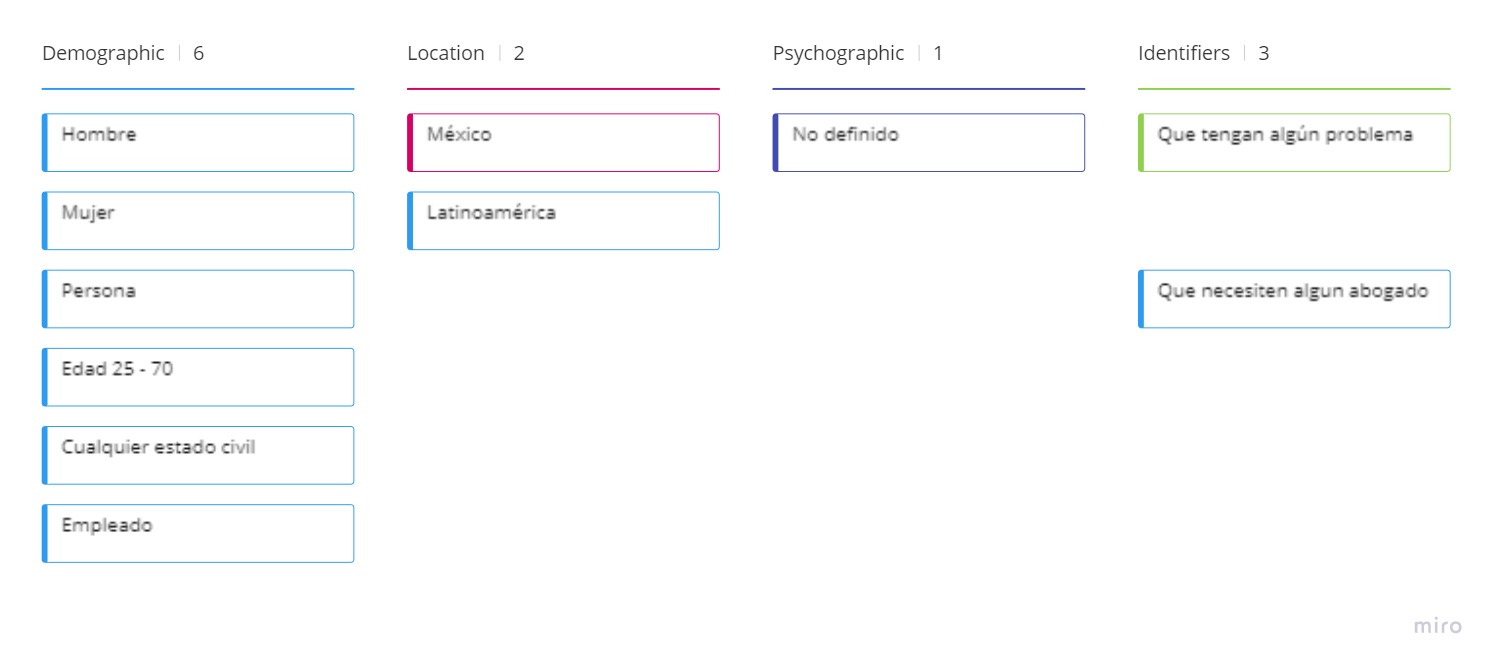 Demographic | 6
Hombre
Mujer
Persona
Edad 25 - 70
Cualquier estado civil
Empleado
Location | 2
México
Latinoamérica
Psychographic | 1
No definido
Identifiers | 3
Que tengan algún problema
Que necesiten algun abogado
miro